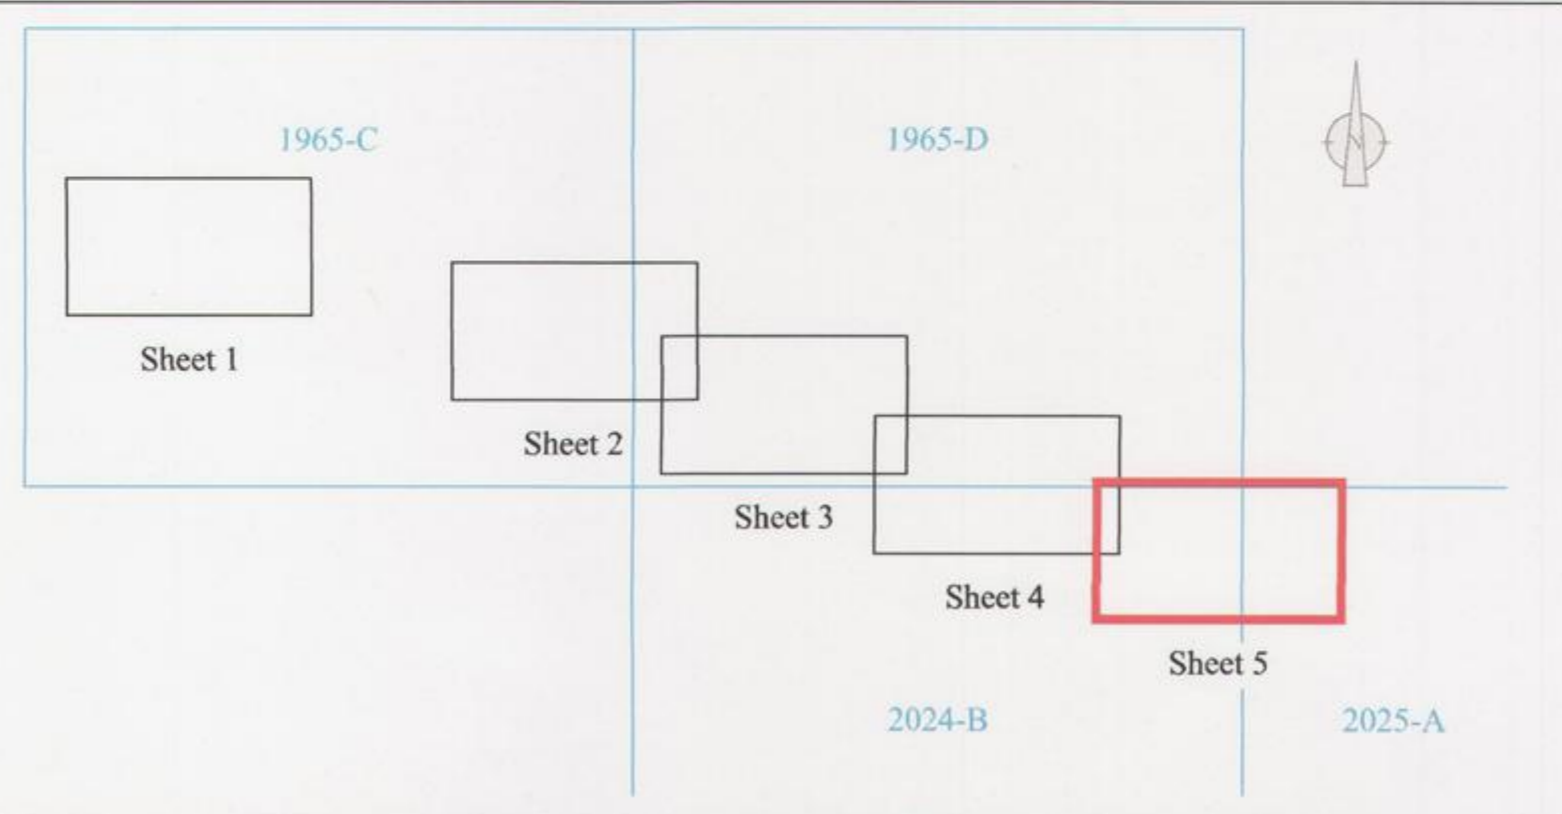 1965-C
1965-D
N
Sheet 1
Sheet 2
Sheet 3
Sheet 4
Sheet 5
2024-B
2025-A